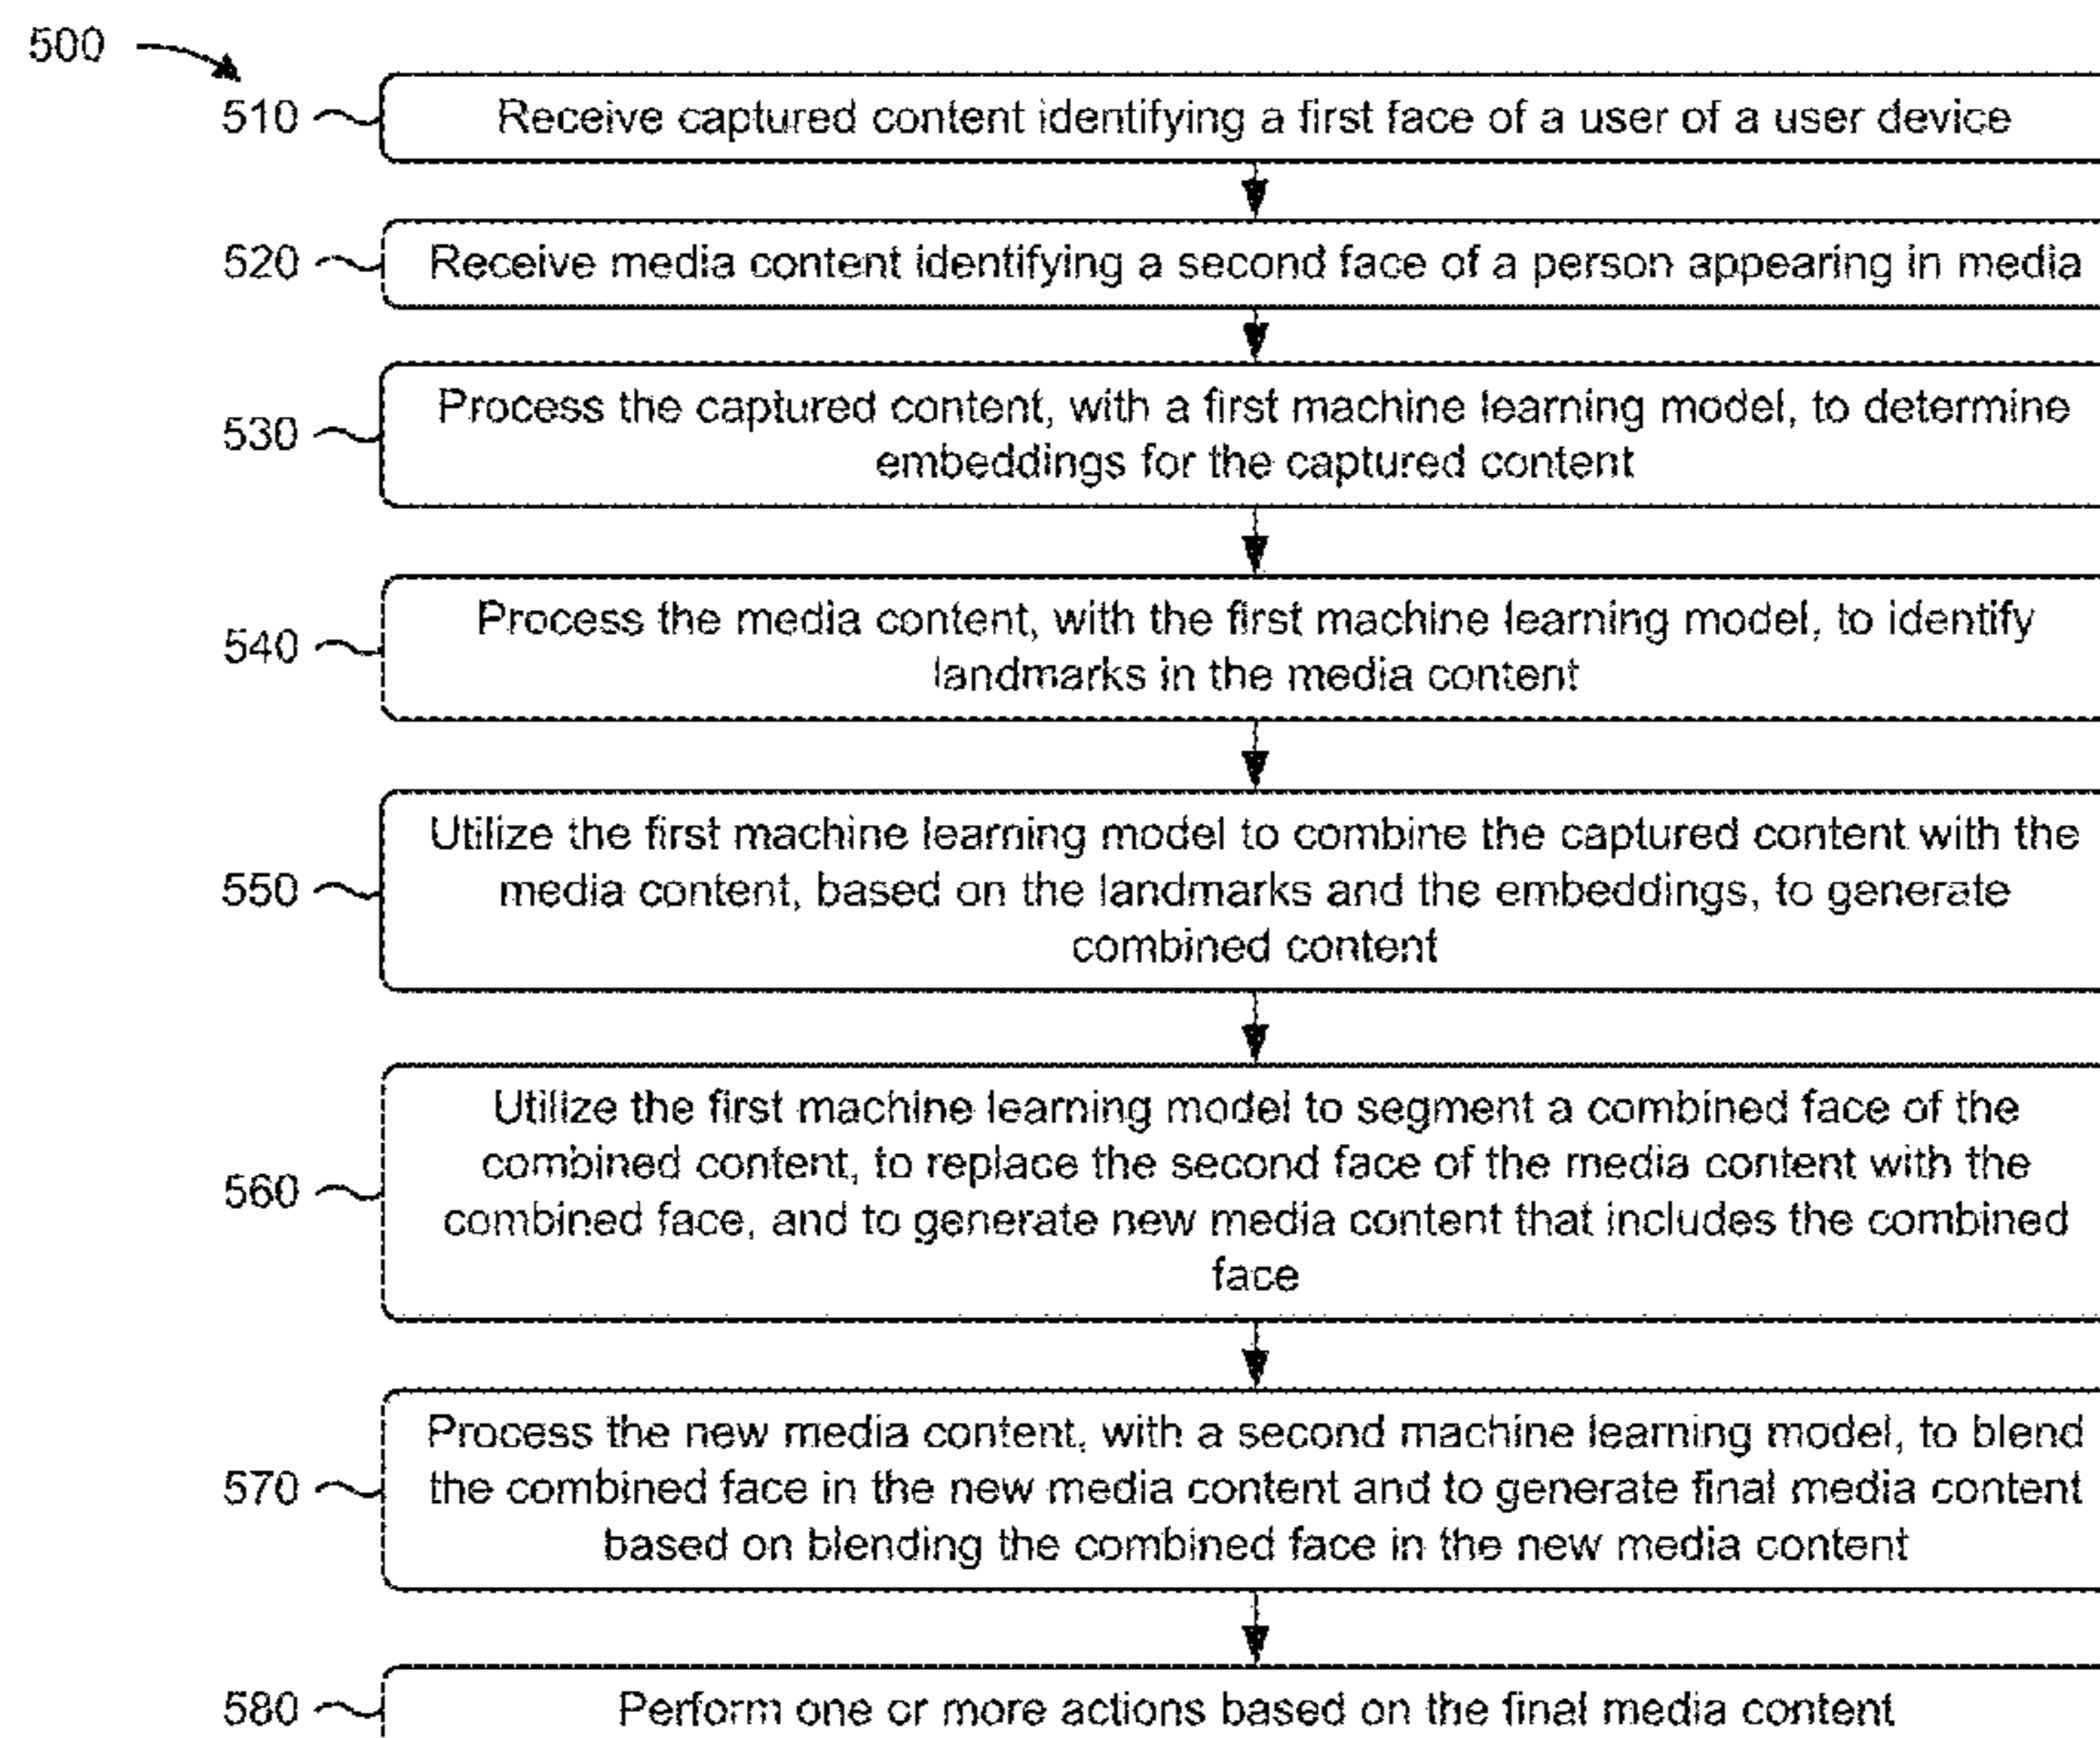 500
510 Receive captured content identifying a first face of a user of a user device
520 Receive media content identifying a second face of a person appearing in media
530 Process the captured content, with a first machine learning model, to determine
embeddings for the captured content
540 Process the media content, with the first machine learning model, to identify
landmarks in the media content
550 Utilize the first machine learning model to combine the captured content with the
media content, based on the landmarks and the embeddings, to generate
combined content
560 Utilize the first machine learning model to segment a combined face of the
combined content, to replace the second face of the media content with the
combined face, and to generate new media content that includes the combined
face
570 Process the new media content, with a second machine learning model, to blend
the combined face in the new media content and to generate final media content
based on blending the combined face in the new media content
580 Perform one or more actions based on the final media content